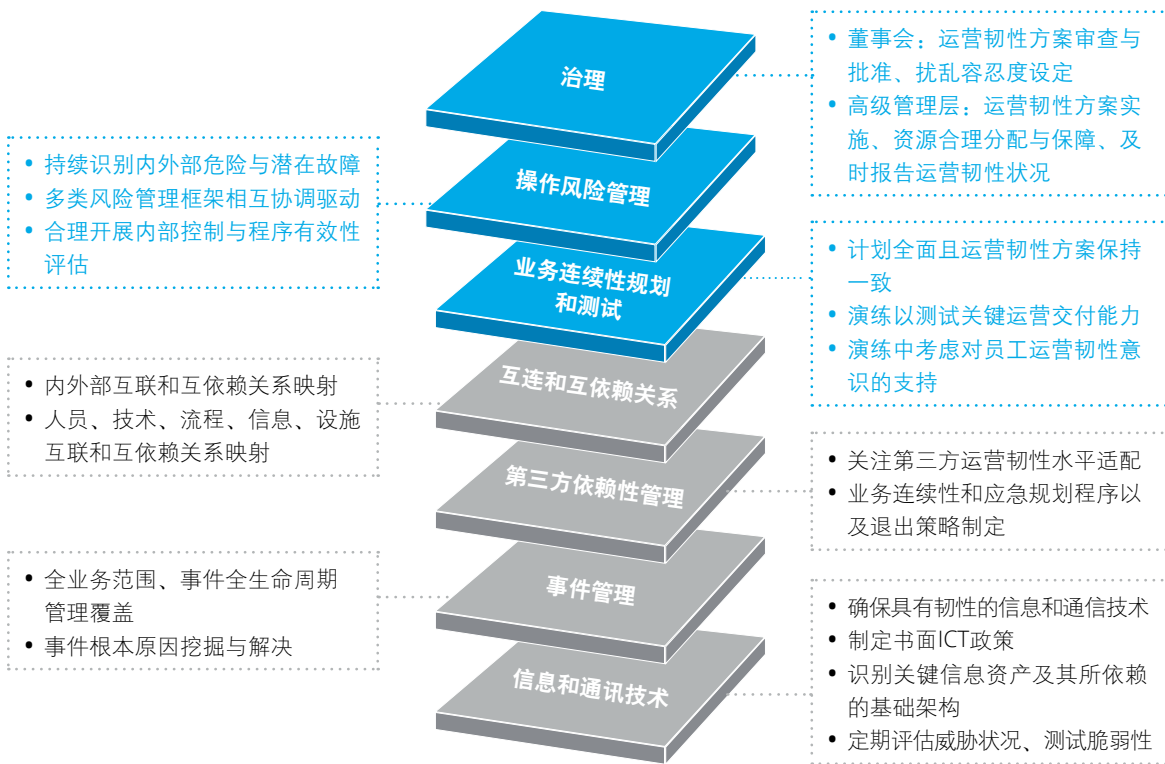 治理
• 董事会：运营韧性方案审查与
批准、扰乱容忍度设定
• 高级管理层：运营韧性方案实
施、资源合理分配与保障、及
时报告运营韧性状况
操作风险管理
• 持续识别内外部危险与潜在故障
• 多类风险管理框架相互协调驱动
• 合理开展内部控制与程序有效性
评估
业务连续性规划
和测试
• 计划全面且运营韧性方案保持
一致
• 演练以测试关键运营交付能力
• 演练中考虑对员工运营韧性意
识的支持
互连和互依赖关系
• 内外部互联和互依赖关系映射
• 人员、技术、流程、信息、设施
互联和互依赖关系映射
第三方依赖性管理
• 关注第三方运营韧性水平适配
• 业务连续性和应急规划程序以
及退出策略制定
事件管理
• 全业务范围、事件全生命周期
管理覆盖
• 事件根本原因挖掘与解决
信息和通讯技术
• 确保具有韧性的信息和通信技术
• 制定书面ICT政策
• 识别关键信息资产及其所依赖
的基础架构
• 定期评估威胁状况、测试脆弱性